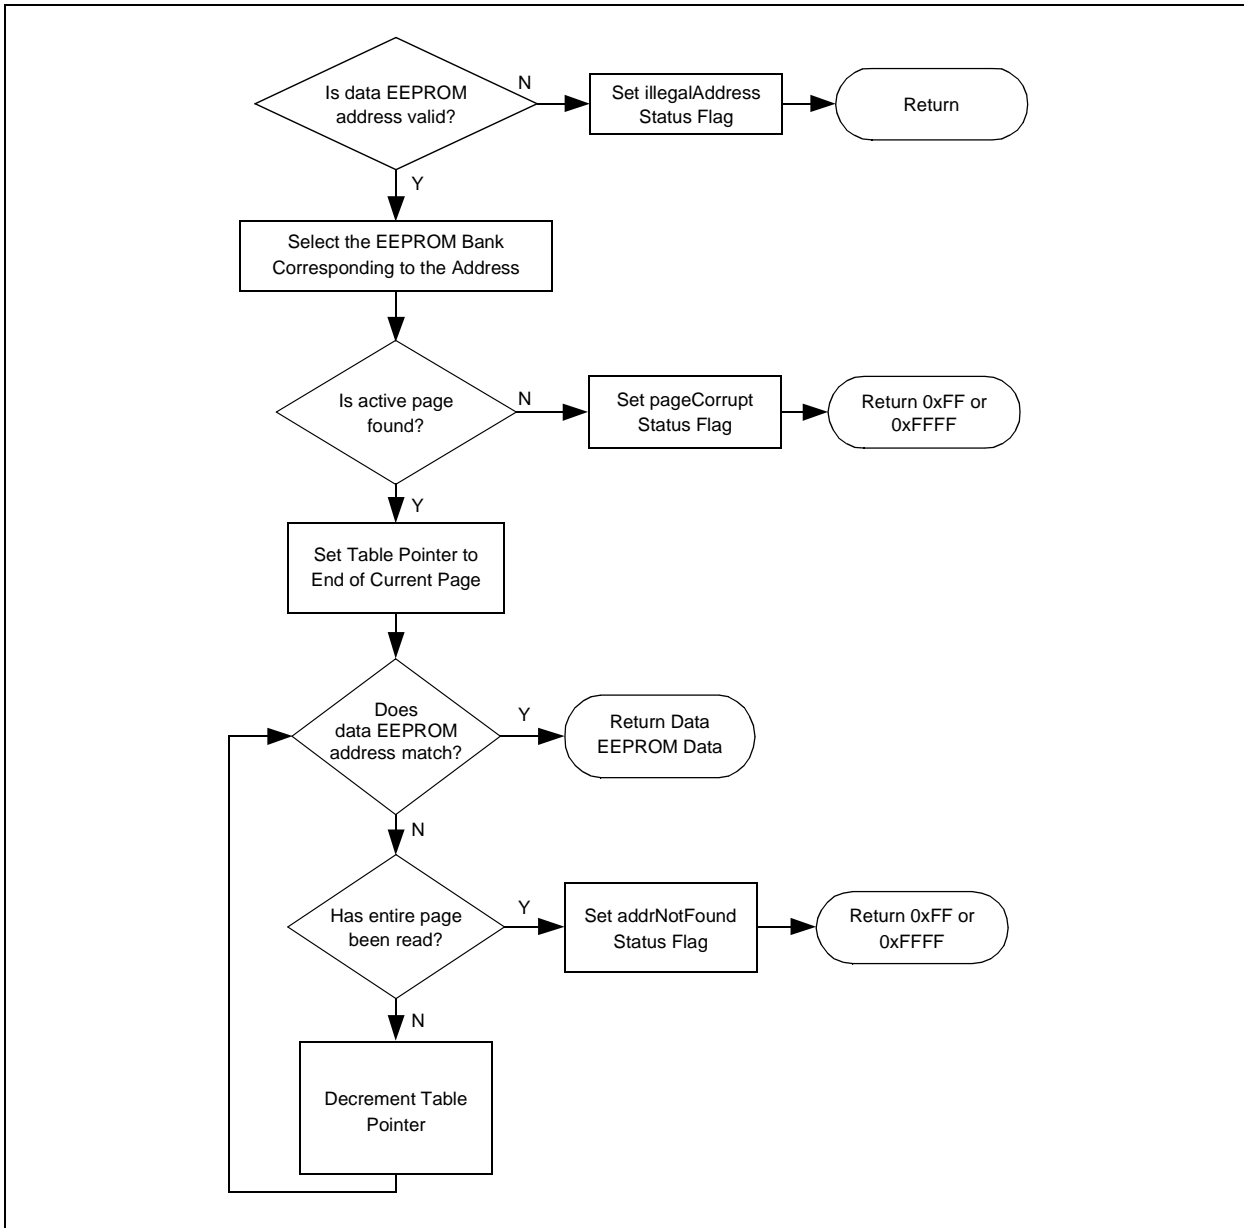 Is data EEPROM
address valid?
N
Set illegalAddress
Status Flag
Return
Y
Select the EEPROM Bank
Corresponding to the Address
Is active page
found?
N
Set pageCorrupt
Status Flag
Return 0xFF or
0xFFFF
Y
Set Table Pointer to
End of Current Page
Does
data EEPROM
address match?
Y
Return Data
EEPROM Data
N
Has entire page
been read?
Y
Set addrNotFound
Status Flag
Return 0xFF or
0xFFFF
N
Decrement Table
Pointer